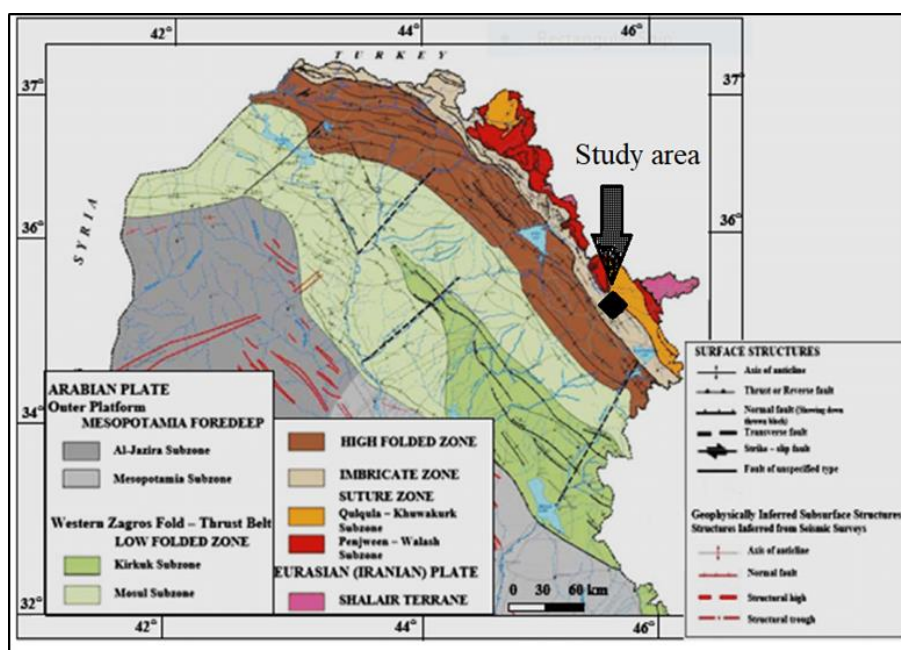 42°
44°
46°
TURKEY
37°
37°
Study area
36°
36°
SYRIA
34°
32°
42°
44°
46°
ARABIAN PLATE
Outer Platform
MESOPOTAMIA FOREDEEP
Al-Jazira Subzone
Mesopotamia Subzone
Western Zagros Fold – Thrust Belt
LOW FOLDED ZONE
Kirkuk Subzone
Mosul Subzone
HIGH FOLDED ZONE
IMBRICATE ZONE
SUTURE ZONE
Qulqula – Khuwakurk
Subzone
Penjween – Walash
Subzone
EURASIAN (IRANIAN) PLATE
SHALAIR TERRANE
0 30 60 km
SURFACE STRUCTURES
Axis of anticline
Thrust or Reverse fault
Normal fault (Showing down
thrown block)
Transverse fault
Strike – slip fault
Fault of unspecified type
Geophysically Inferred Subsurface Structures
Structures Inferred from Seismic Surveys
Axis of anticline
Normal fault
Structural high
Structural trough